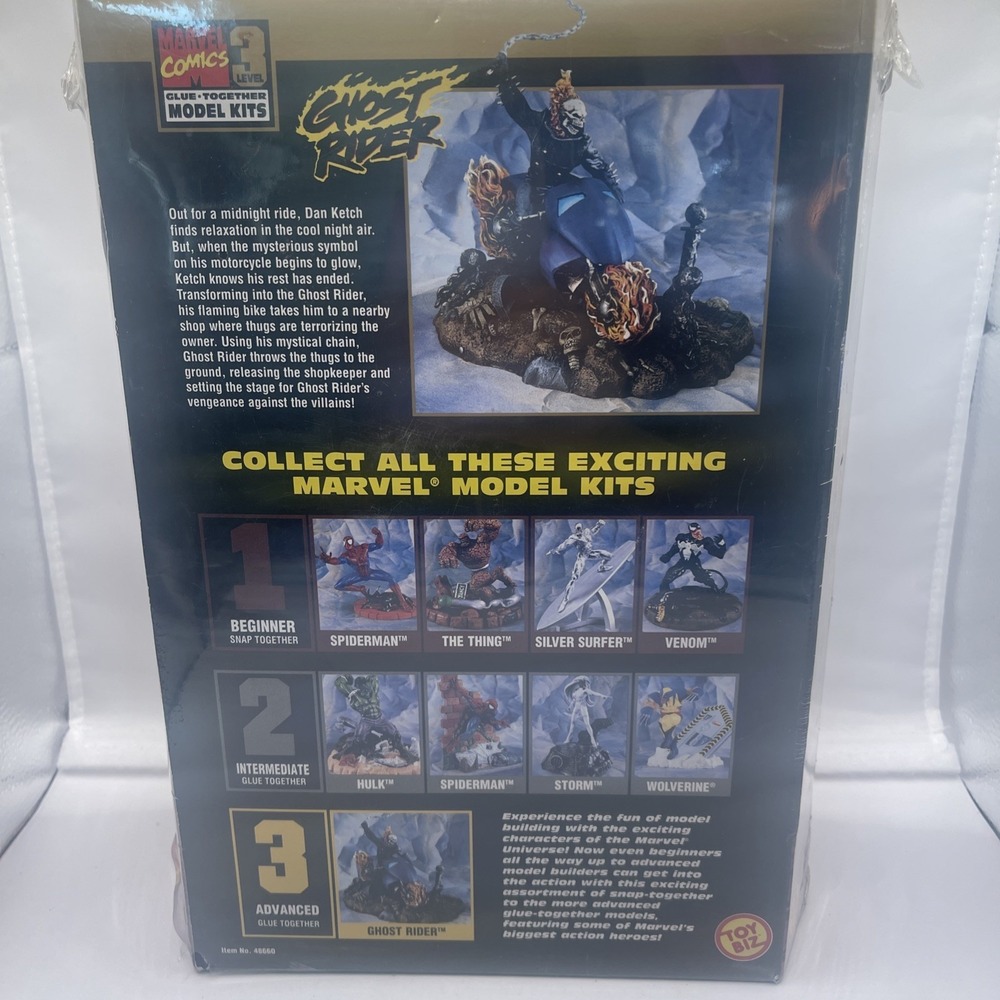 MARVEL
COMICS
3
LEVEL
GLUE-TOGETHER
MODEL KITS
GHOST
RIDER
Out for a midnight ride, Dan Ketch
finds relaxation in the cool night air.
But, when the mysterious symbol
on his motorcycle begins to glow,
Ketch knows his rest has ended.
Transforming into the Ghost Rider,
his flaming bike takes him to a nearby
shop where thugs are terrorizing the
owner. Using his mystical chain,
Ghost Rider throws the thugs to the
ground, releasing the shopkeeper and
setting the stage for Ghost Rider's
vengeance against the villains!
COLLECT ALL THESE EXCITING
MARVEL® MODEL KITS
1
BEGINNER
SNAP TOGETHER
SPIDERMAN™
THE THING™
SILVER SURFER™
VENOM™
2
INTERMEDIATE
GLUE TOGETHER
HULK™
SPIDERMAN™
STORM™
WOLVERINE®
3
ADVANCED
GLUE TOGETHER
GHOST RIDER™
Experience the fun of model
building with the exciting
characters of the Marvel
Universe! Now even beginners
all the way up to advanced
model builders can get into
the action with this exciting
assortment of snap-together
to the more advanced
glue-together models,
featuring some of Marvel's
biggest action heroes!
Item No. 48660
TOY
BIZ